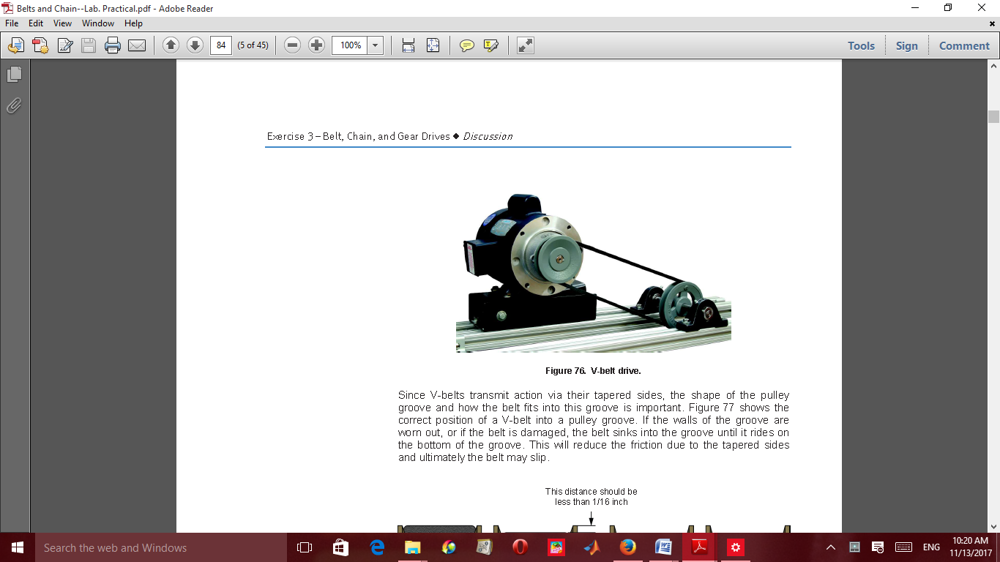 Belts and Chain--Lab. Practical.pdf - Adobe Reader
File Edit View Window Help
84 (5 of 45) 100% Tools Sign Comment
Exercise 3 – Belt, Chain, and Gear Drives ◆ Discussion
Figure 76. V-belt drive.
Since V-belts transmit action via their tapered sides, the shape of the pulley
groove and how the belt fits into this groove is important. Figure 77 shows the
correct position of a V-belt into a pulley groove. If the walls of the groove are
worn out, or if the belt is damaged, the belt sinks into the groove until it rides on
the bottom of the groove. This will reduce the friction due to the tapered sides
and ultimately the belt may slip.
This distance should be
less than 1/16 inch
Search the web and Windows
ENG
10:20 AM
11/13/2017